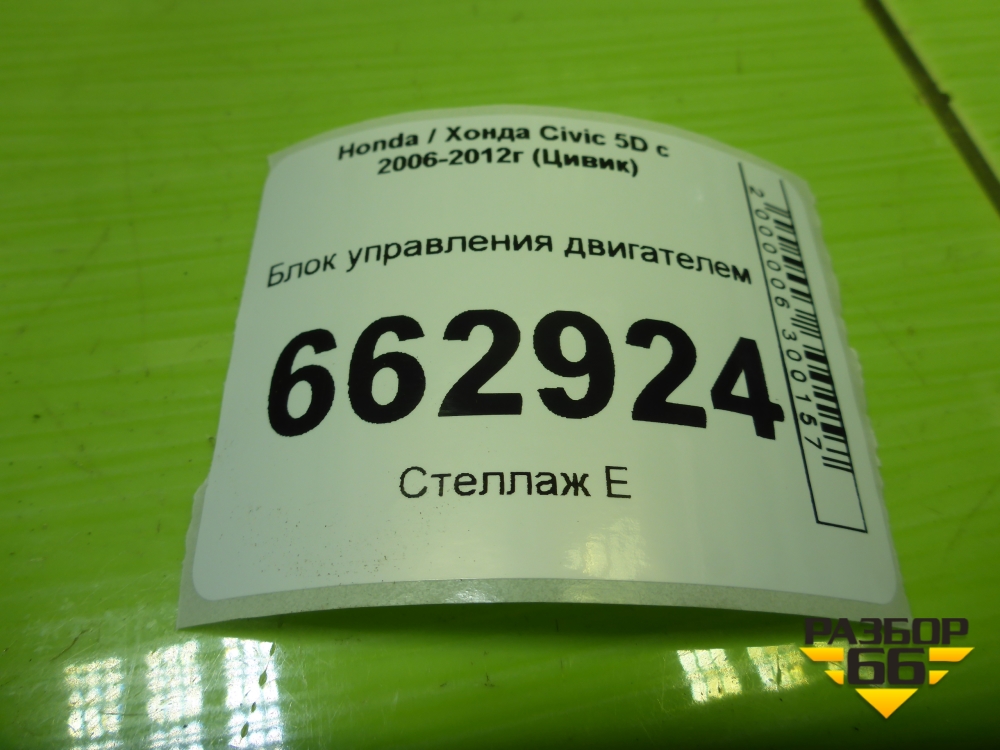 Honda / Хонда Civic 5D с
2006-2012г (Цивик)
Блок управления двигателем
662924
Стеллаж Е
2000006300157
РАЗБОР
66